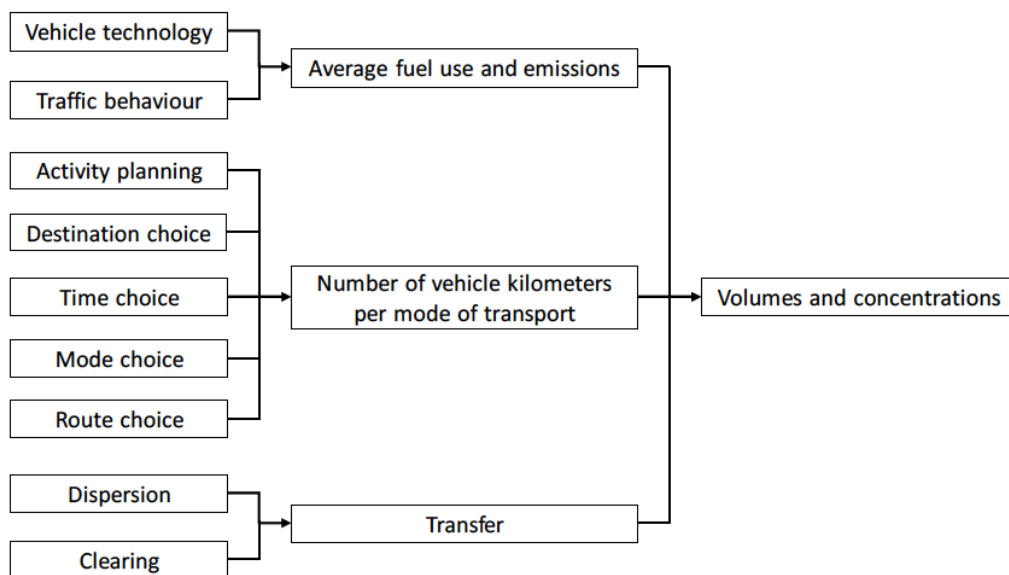 Vehicle technology
Traffic behaviour
Average fuel use and emissions
Activity planning
Destination choice
Time choice
Mode choice
Route choice
Number of vehicle kilometers
per mode of transport
Volumes and concentrations
Dispersion
Clearing
Transfer